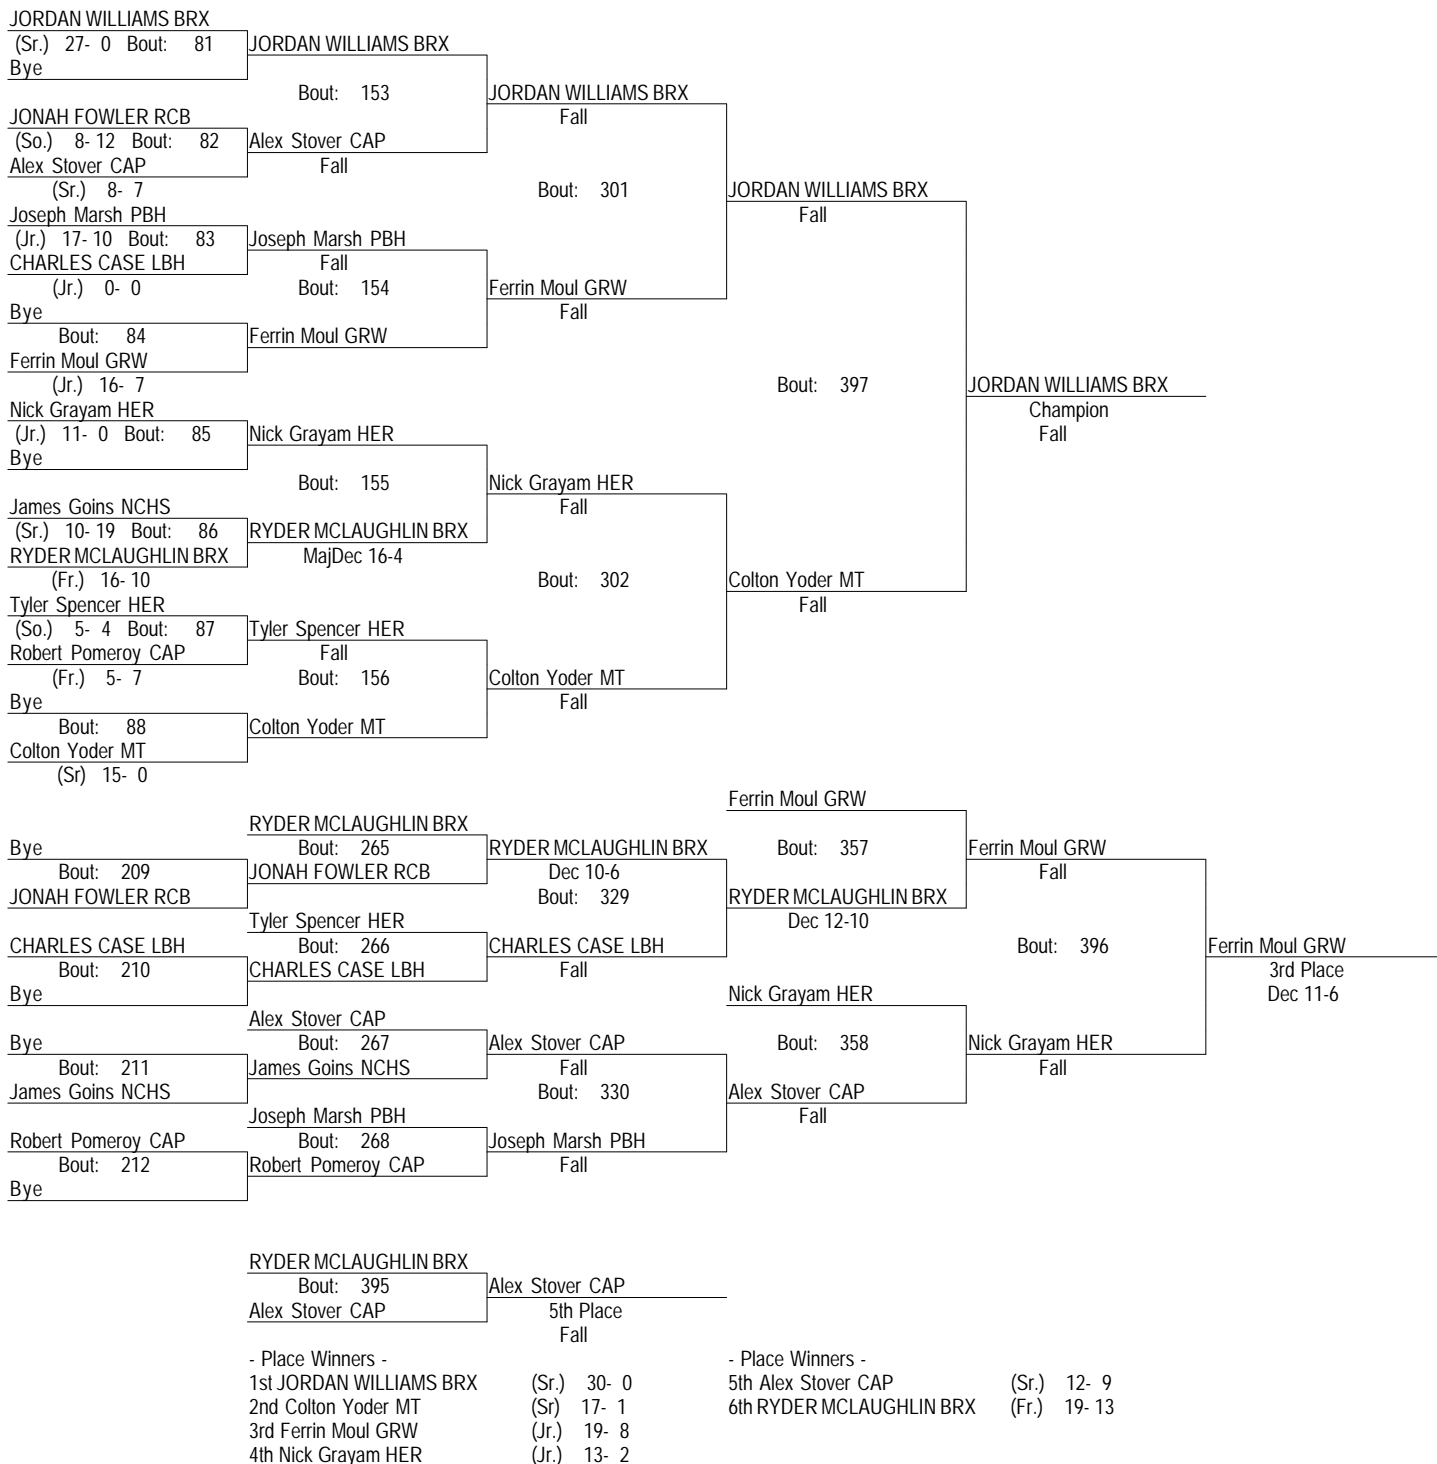 JORDAN WILLIAMS BRX
(Sr.) 27- 0 Bout: 81
Bye
JORDAN WILLIAMS BRX
Bout: 153
JONAH FOWLER RCB
(So.) 8- 12 Bout: 82
Alex Stover CAP
(Sr.) 8- 7
Alex Stover CAP
Fall
JORDAN WILLIAMS BRX
Fall
Bout: 301
Joseph Marsh PBH
(Jr.) 17- 10 Bout: 83
CHARLES CASE LBH
(Jr.) 0- 0
Joseph Marsh PBH
Fall
Bout: 154
Bye
Bout: 84
Ferrin Moul GRW
(Jr.) 16- 7
Ferrin Moul GRW
Ferrin Moul GRW
Fall
JORDAN WILLIAMS BRX
Fall
Bout: 397
JORDAN WILLIAMS BRX
Champion
Fall
Nick Grayam HER
(Jr.) 11- 0 Bout: 85
Bye
Nick Grayam HER
Bout: 155
James Goins NCHS
(Sr.) 10- 19 Bout: 86
RYDER MCLAUGHLIN BRX
(Fr.) 16- 10
RYDER MCLAUGHLIN BRX
MajDec 16-4
Nick Grayam HER
Fall
Bout: 302
Tyler Spencer HER
(So.) 5- 4 Bout: 87
Robert Pomeroy CAP
(Fr.) 5- 7
Tyler Spencer HER
Fall
Bout: 156
Bye
Bout: 88
Colton Yoder MT
(Sr) 15- 0
Colton Yoder MT
Colton Yoder MT
Fall
Colton Yoder MT
Fall
Bye
Bout: 209
JONAH FOWLER RCB
RYDER MCLAUGHLIN BRX
Bout: 265
JONAH FOWLER RCB
RYDER MCLAUGHLIN BRX
Dec 10-6
Bout: 329
CHARLES CASE LBH
Bout: 210
Bye
Tyler Spencer HER
Bout: 266
CHARLES CASE LBH
CHARLES CASE LBH
Fall
Ferrin Moul GRW
Bout: 357
RYDER MCLAUGHLIN BRX
Dec 12-10
Ferrin Moul GRW
Fall
Bout: 396
Ferrin Moul GRW
3rd Place
Dec 11-6
Bye
Bout: 211
James Goins NCHS
Alex Stover CAP
Bout: 267
James Goins NCHS
Alex Stover CAP
Fall
Bout: 330
Robert Pomeroy CAP
Bout: 212
Bye
Joseph Marsh PBH
Bout: 268
Robert Pomeroy CAP
Joseph Marsh PBH
Fall
Nick Grayam HER
Bout: 358
Alex Stover CAP
Fall
Nick Grayam HER
Fall
RYDER MCLAUGHLIN BRX
Bout: 395
Alex Stover CAP
Alex Stover CAP
5th Place
Fall
- Place Winners -
1st JORDAN WILLIAMS BRX (Sr.) 30- 0
2nd Colton Yoder MT (Sr) 17- 1
3rd Ferrin Moul GRW (Jr.) 19- 8
4th Nick Grayam HER (Jr.) 13- 2
- Place Winners -
5th Alex Stover CAP (Sr.) 12- 9
6th RYDER MCLAUGHLIN BRX (Fr.) 19- 13